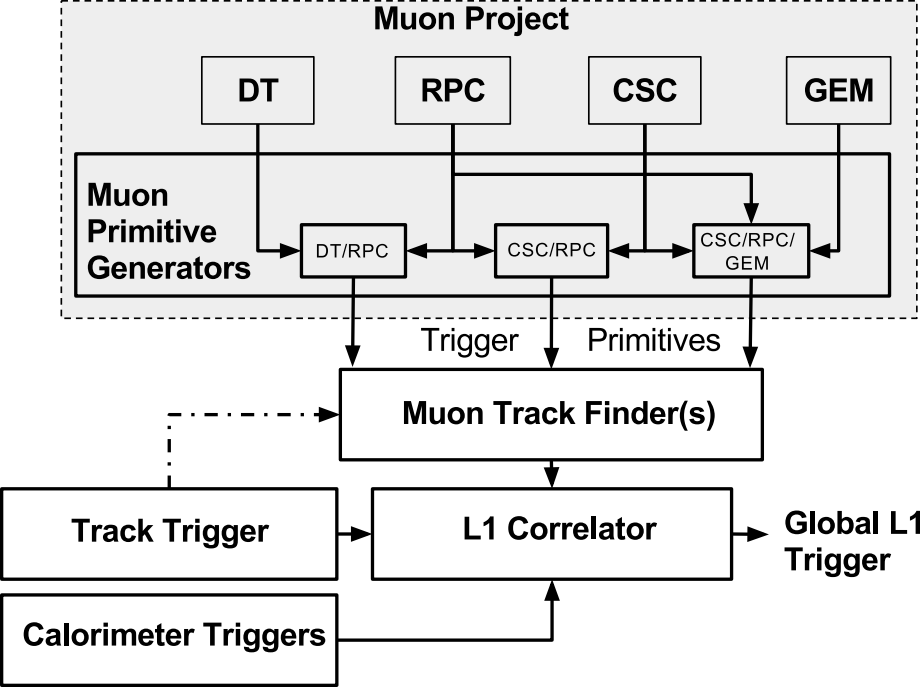 Muon Project
DT
RPC
CSC
GEM
Muon
Primitive
Generators
DT/RPC
CSC/RPC
CSC/RPC/
GEM
Trigger Primitives
Muon Track Finder(s)
Track Trigger
L1 Correlator
Global L1
Trigger
Calorimeter Triggers